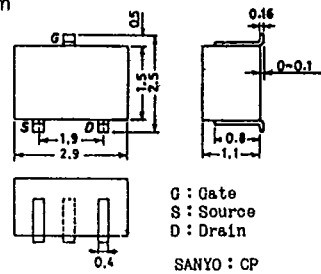 m
G
0.5
1.5
2.5
S
D
1.9
2.9
0.4
0.16
0~0.1
0.8
1.1
G : Gate
S : Source
D : Drain
SANYO : CP